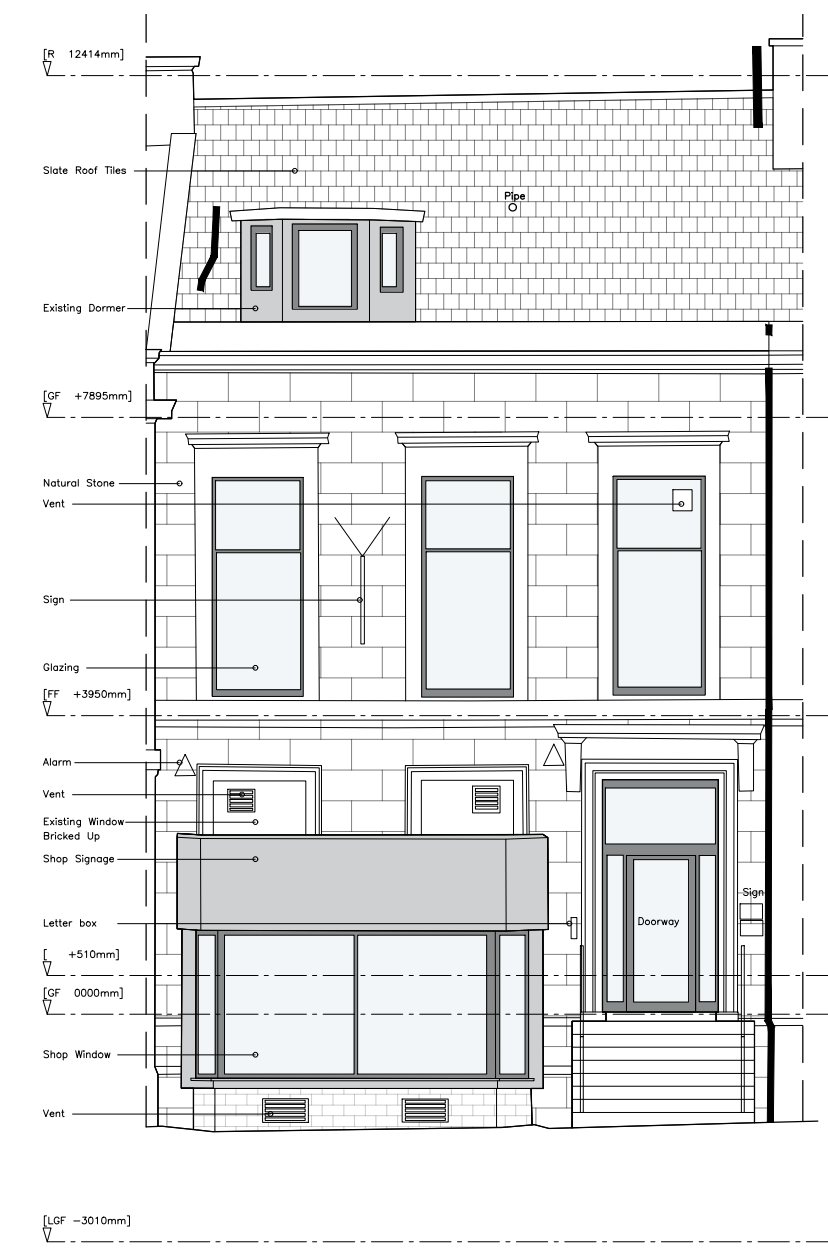 [R 12414mm]
Slate Roof Tiles
Pipe
Existing Dormer
[GF +7895mm]
Natural Stone
Vent
Sign
Glazing
[FF +3950mm]
Alarm
Vent
Existing Window
Bricked Up
Shop Signage
Sign
Letter box
Doorway
[ +510mm]
[GF 0000mm]
Shop Window
Vent
[LGF -3010mm]